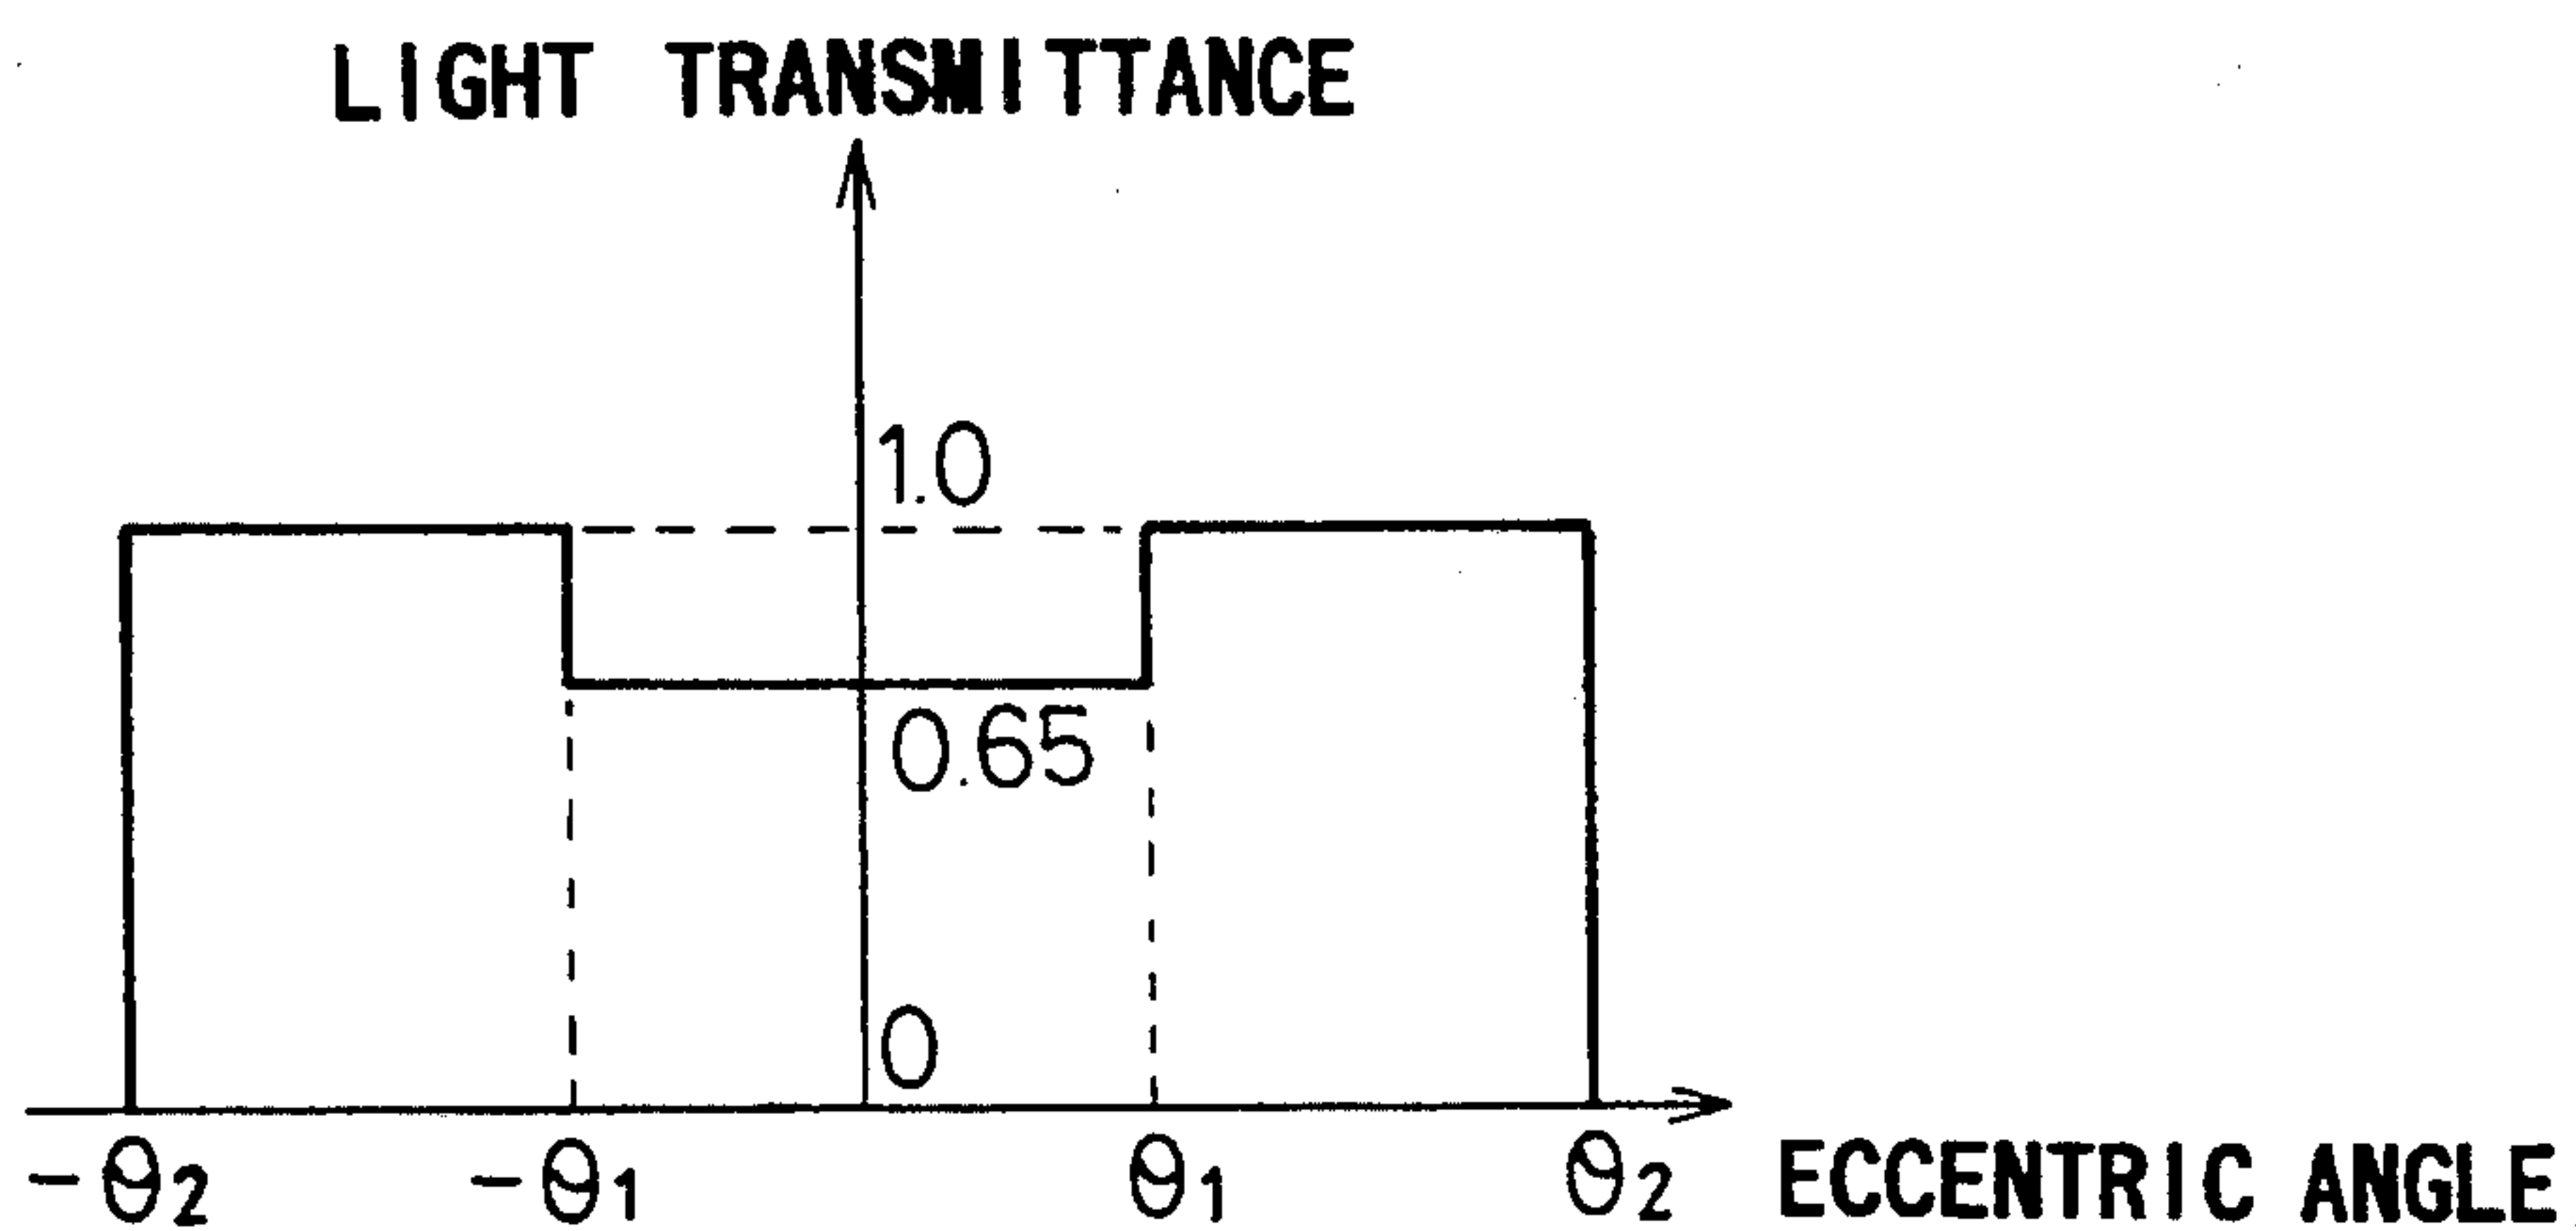 LIGHT TRANSMITTANCE
1.0
0.65
0
-θ2 -θ1 θ1 θ2 ECCENTRIC ANGLE